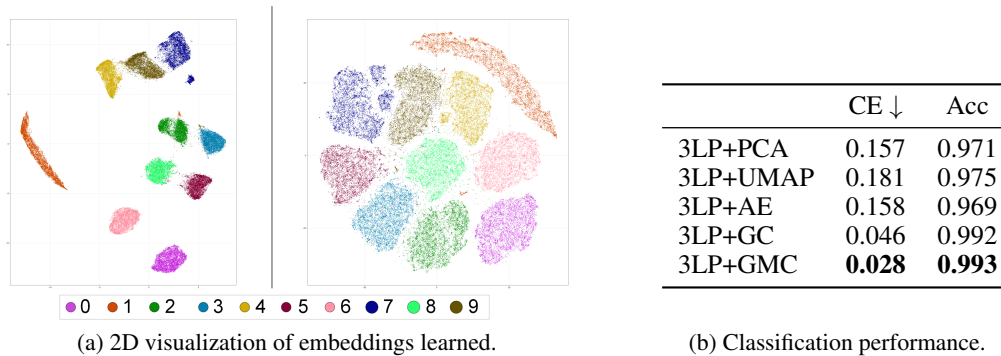 0 1 2 3 4 5 6 7 8 9
(a) 2D visualization of embeddings learned.
CE ↓ Acc
3LP+PCA 0.157 0.971
3LP+UMAP 0.181 0.975
3LP+AE 0.158 0.969
3LP+GC 0.046 0.992
3LP+GMC 0.028 0.993
(b) Classification performance.